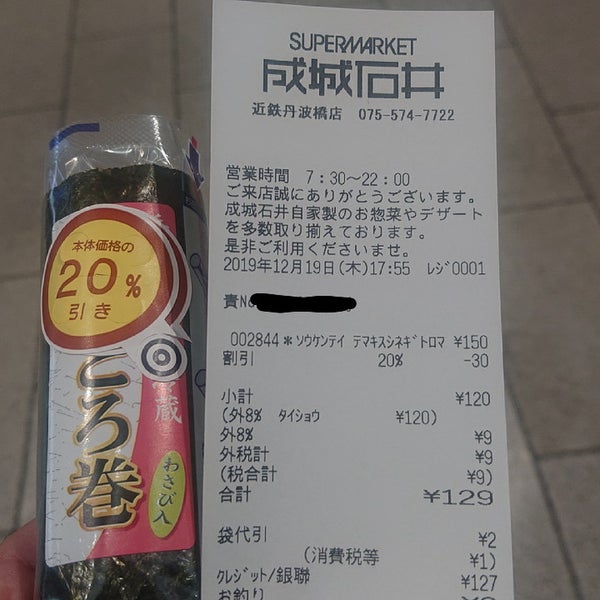 本体価格の
20%
引き
とろ巻
蔵
わさび入
SUPERMARKET
成城石井
近鉄丹波橋店 075-574-7722
営業時間 7:30～22:00
ご来店誠にありがとうございます。
成城石井自家製のお惣菜やデザート
を多数取り揃えております。
是非ご利用くださいませ。
2019年12月19日(木)17:55 ﾚｼﾞ0001
責No
002844＊ｿｳｹﾝﾃｲ ﾃﾏｷｽｼﾈｷﾞﾄﾛﾏ ¥150
割引 20% -30
小計 ¥120
(外8% ﾀｲｼｮｳ ¥120)
外8% ¥9
外税計 ¥9
(税合計 ¥9)
合計 ¥129
袋代引 ¥2
(消費税等 ¥1)
ｸﾚｼﾞｯﾄ/銀聯 ¥127
お釣り ¥0